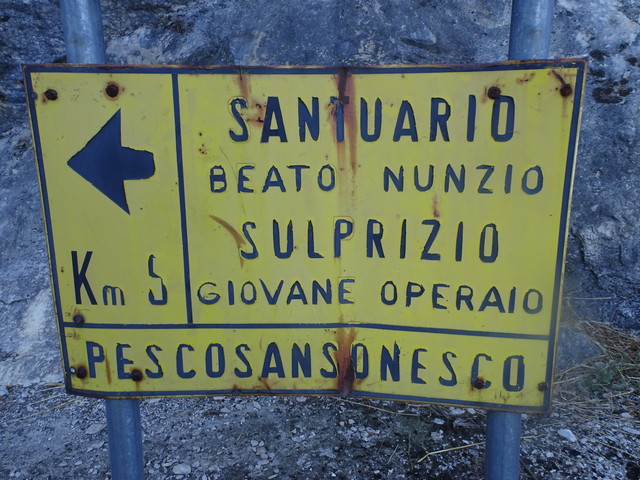 SANTUARIO
BEATO NUNZIO
SULPRIZIO
Km 5 GIOVANE OPERAIO
PESCOSANSONESCO